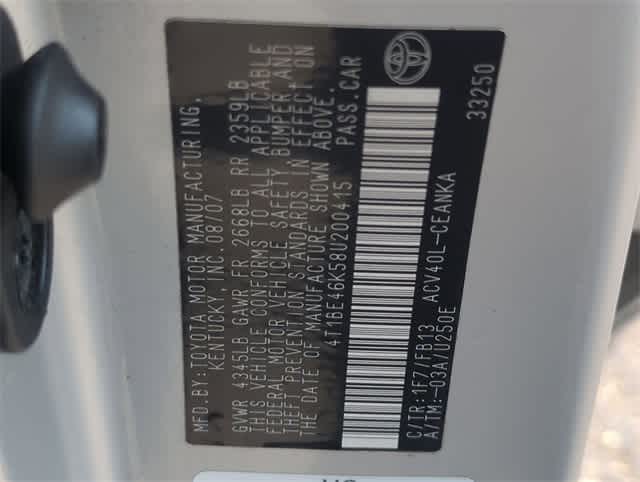 MFD.BY:TOYOTA MOTOR MANUFACTURING,
KENTUCKY INC. 08/07
GVWR 4345LB GAWR FR 2668LB RR 2359LB
THIS VEHICLE CONFORMS TO ALL APPLICABLE
FEDERAL MOTOR VEHICLE SAFETY, BUMPER, AND
THEFT PREVENTION STANDARDS IN EFFECT ON
THE DATE OF MANUFACTURE SHOWN ABOVE.
4T1BE46K58U200415 PASS.CAR
C/TR:1F7/FB13 ACV40L-CEANKA
A/TM:-03A/U250E 33250